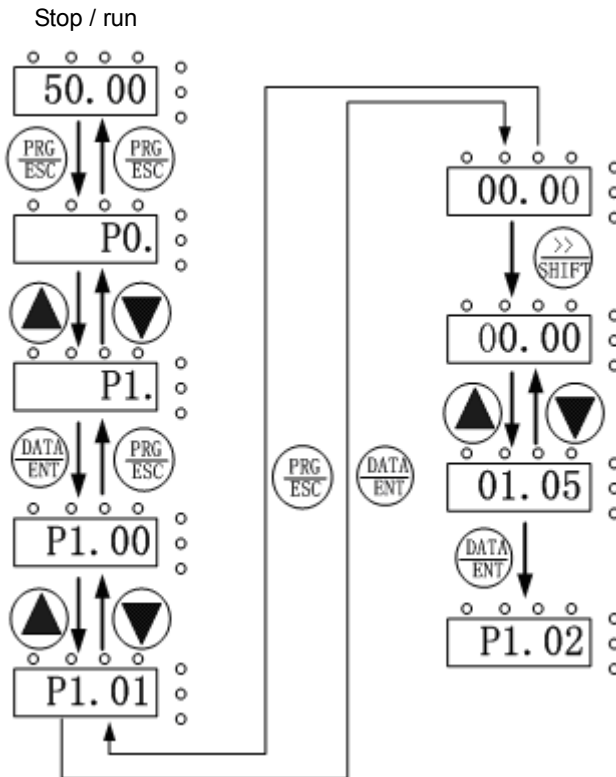 Stop / run
50.00
PRG
ESC
PRG
ESC
P0.
P1.
DATA
ENT
PRG
ESC
P1.00
P1.01
PRG
ESC
DATA
ENT
00.00
>>
SHIFT
00.00
01.05
DATA
ENT
P1.02